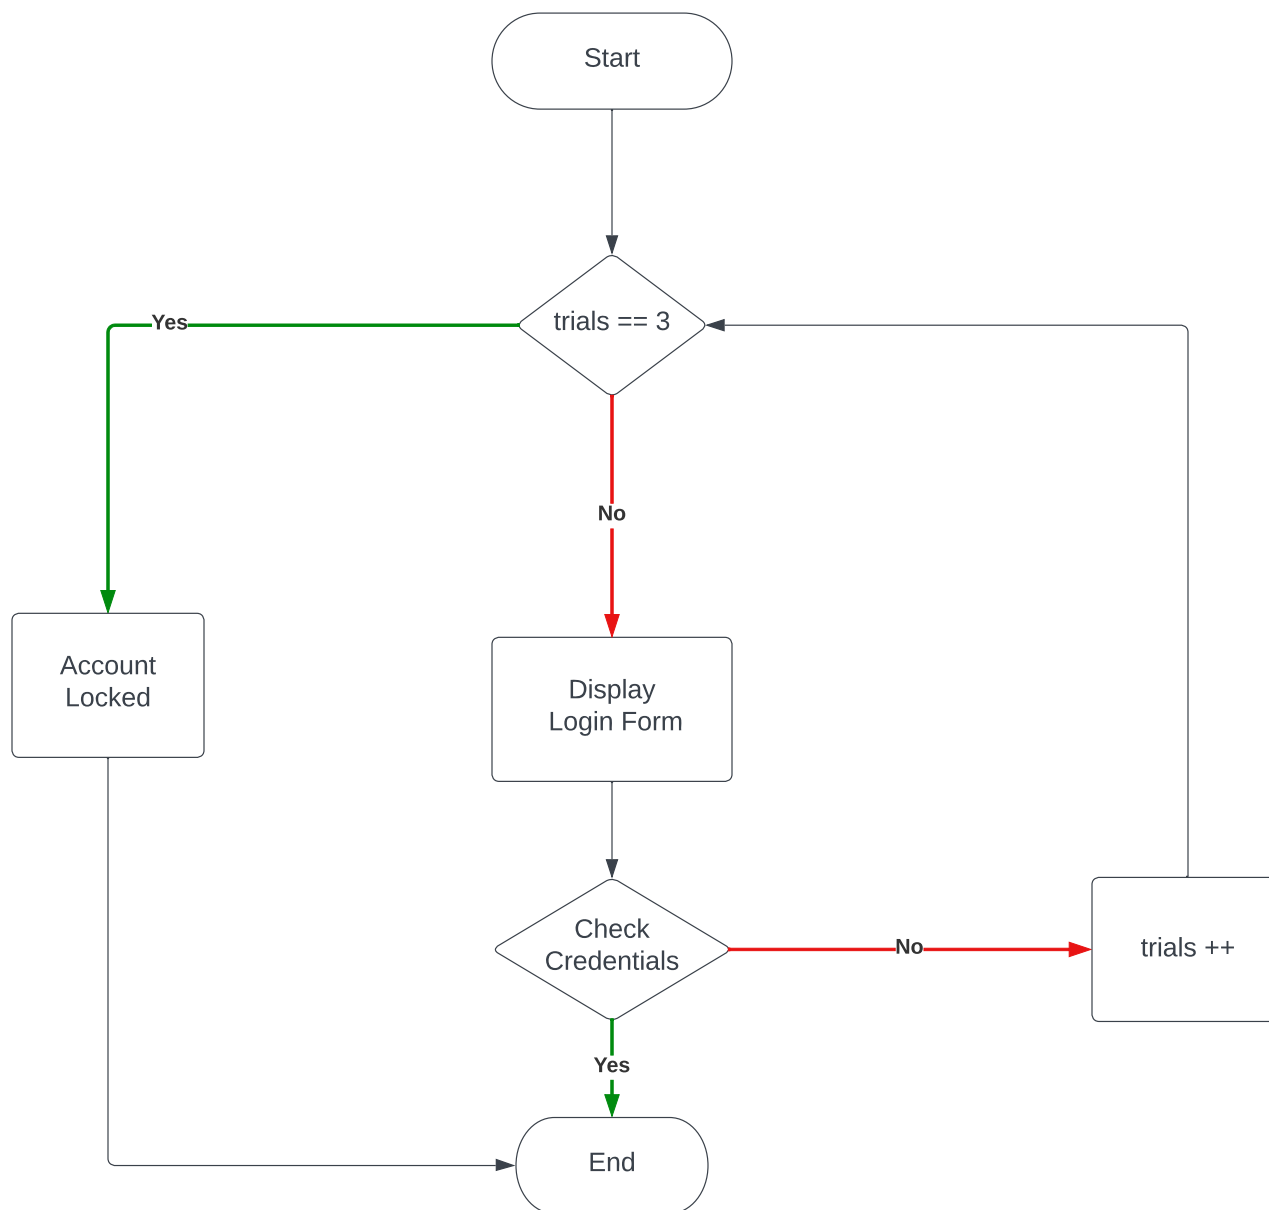 Start
trials == 3
Yes
No
Account
Locked
Display
Login Form
Check
Credentials
No
trials ++
Yes
End